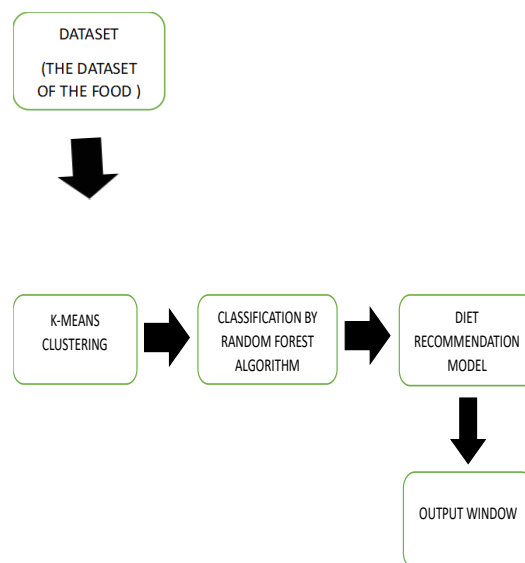 DATASET
(THE DATASET
OF THE FOOD )
K-MEANS
CLUSTERING
CLASSIFICATION BY
RANDOM FOREST
ALGORITHM
DIET
RECOMMENDATION
MODEL
OUTPUT WINDOW